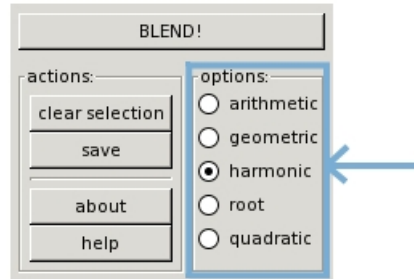 BLEND!
actions:
clear selection
save
about
help
options:
arithmetic
geometric
harmonic
root
quadratic